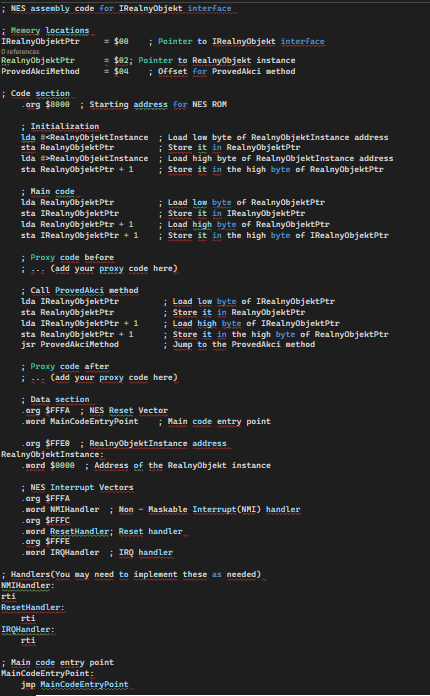 ; NES assembly code for IRealnyObjekt interface
; Memory locations
IRealnyObjektPtr = $00 ; Pointer to IRealnyObjekt interface
0 references
RealnyObjektPtr = $02; Pointer to RealnyObjekt instance
ProvedAkciMethod = $04 ; Offset for ProvedAkci method
; Code section
.org $8000 ; Starting address for NES ROM
; Initialization
lda #<RealnyObjektInstance ; Load low byte of RealnyObjektInstance address
sta RealnyObjektPtr ; Store it in RealnyObjektPtr
lda #>RealnyObjektInstance ; Load high byte of RealnyObjektInstance address
sta RealnyObjektPtr + 1 ; Store it in the high byte of RealnyObjektPtr
; Main code
lda RealnyObjektPtr ; Load low byte of RealnyObjektPtr
sta IRealnyObjektPtr ; Store it in IRealnyObjektPtr
lda RealnyObjektPtr + 1 ; Load high byte of RealnyObjektPtr
sta IRealnyObjektPtr + 1 ; Store it in the high byte of IRealnyObjektPtr
; Proxy code before
; ... (add your proxy code here)
; Call ProvedAkci method
lda IRealnyObjektPtr ; Load low byte of IRealnyObjektPtr
sta RealnyObjektPtr ; Store it in RealnyObjektPtr
lda IRealnyObjektPtr + 1 ; Load high byte of IRealnyObjektPtr
sta RealnyObjektPtr + 1 ; Store it in the high byte of RealnyObjektPtr
jsr ProvedAkciMethod ; Jump to the ProvedAkci method
; Proxy code after
; ... (add your proxy code here)
; Data section
.org $FFFA ; NES Reset Vector
.word MainCodeEntryPoint ; Main code entry point
.org $FFE0 ; RealnyObjektInstance address
RealnyObjektInstance:
.word $0000 ; Address of the RealnyObjekt instance
; NES Interrupt Vectors
.org $FFFA
.word NMIHandler ; Non - Maskable Interrupt(NMI) handler
.org $FFFC
.word ResetHandler; Reset handler
.org $FFFE
.word IRQHandler ; IRQ handler
; Handlers(You may need to implement these as needed)
NMIHandler:
rti
ResetHandler:
rti
IRQHandler:
rti
; Main code entry point
MainCodeEntryPoint:
jmp MainCodeEntryPoint